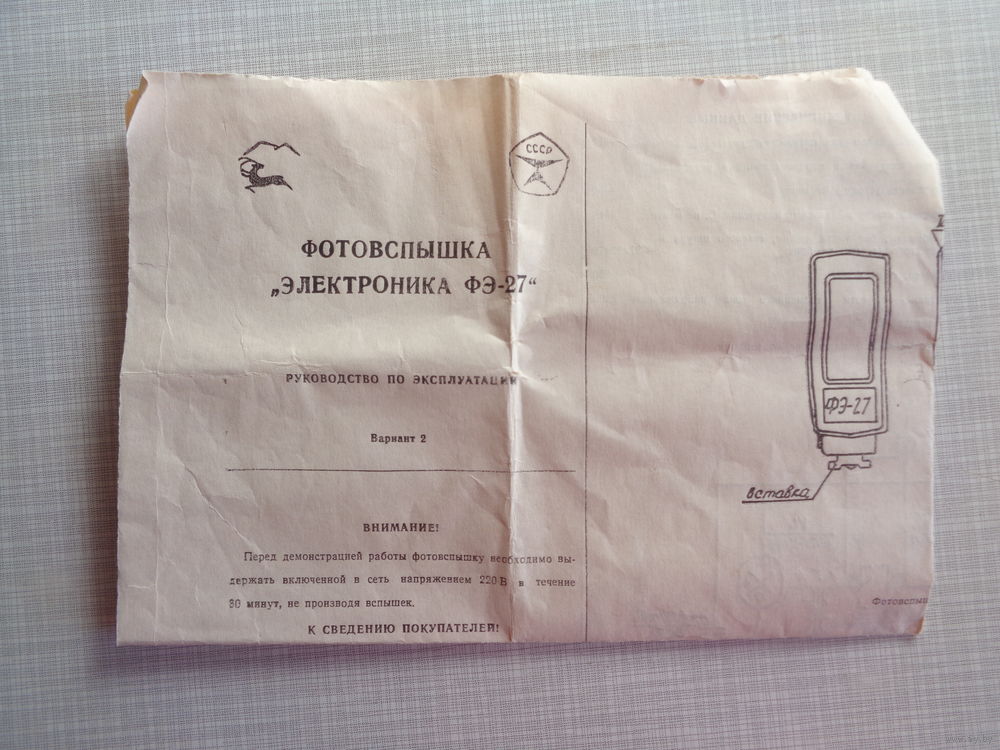 СССР
ФОТОВСПЫШКА
„ЭЛЕКТРОНИКА ФЭ-27“
РУКОВОДСТВО ПО ЭКСПЛУАТАЦИИ
Вариант 2
ВНИМАНИЕ!
Перед демонстрацией работы фотовспышку необходимо вы-
держать включенной в сеть напряжением 220 В в течение
30 минут, не производя вспышек.
К СВЕДЕНИЮ ПОКУПАТЕЛЕЙ!
ФЭ-27
вставка
Фотовспыш